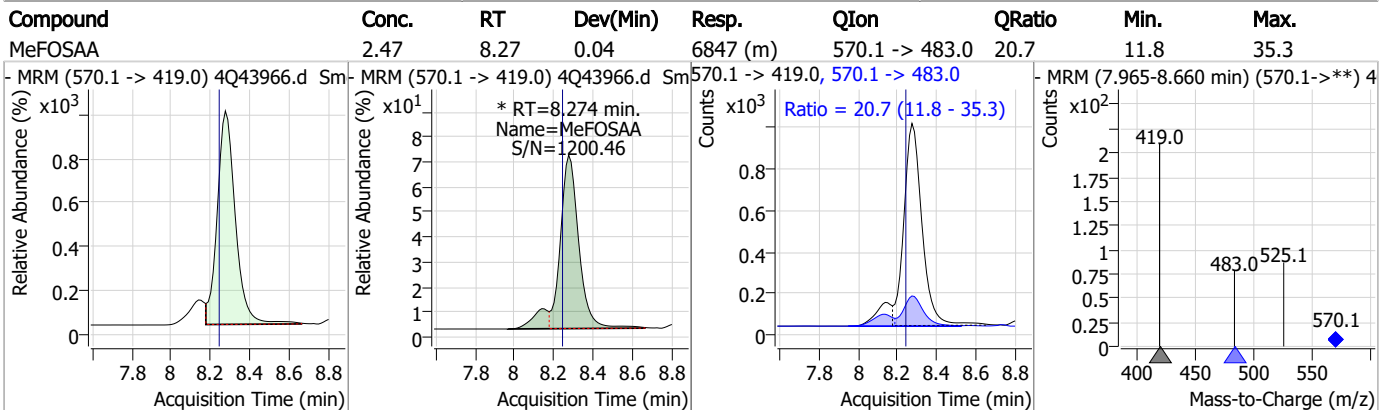 Compound Conc. RT Dev(Min) Resp. QIon QRatio Min. Max.
MeFOSAA 2.47 8.27 0.04 6847 (m) 570.1 -> 483.0 20.7 11.8 35.3
- MRM (570.1 -> 419.0) 4Q43966.d Sm
x10³
Relative Abundance (%)
0.8
0.6
0.4
0.2
0
7.8 8 8.2 8.4 8.6 8.8
Acquisition Time (min)
- MRM (570.1 -> 419.0) 4Q43966.d Sm
x10¹
* RT=8.274 min.
Name=MeFOSAA
S/N=1200.46
Relative Abundance (%)
8
7
6
5
4
3
2
1
0
7.8 8 8.2 8.4 8.6 8.8
Acquisition Time (min)
570.1 -> 419.0, 570.1 -> 483.0
x10³
Ratio = 20.7 (11.8 - 35.3)
Counts
0.8
0.6
0.4
0.2
0
7.8 8 8.2 8.4 8.6 8.8
Acquisition Time (min)
- MRM (7.965-8.660 min) (570.1->**) 4
x10²
Counts
419.0
483.0
525.1
570.1
2
1.75
1.5
1.25
1
0.75
0.5
0.25
0
400 450 500 550
Mass-to-Charge (m/z)